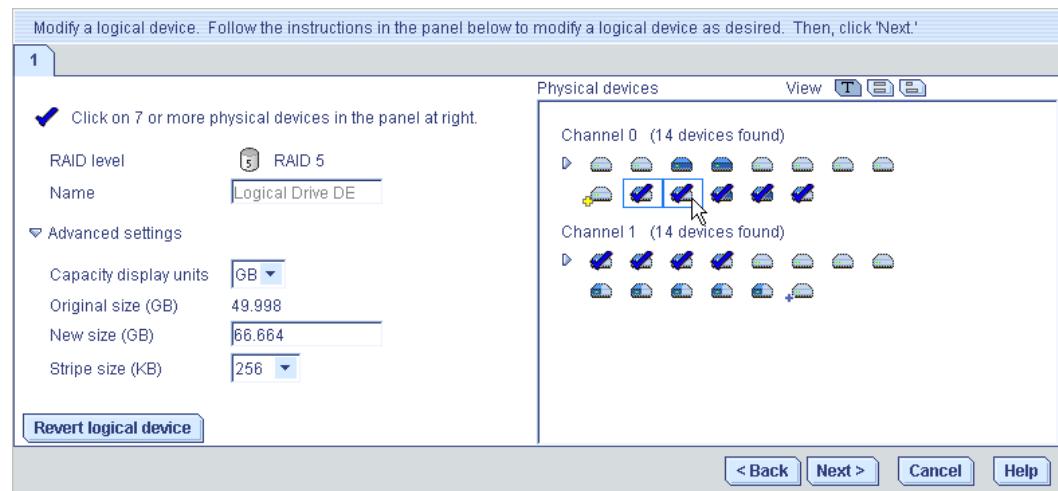 Modify a logical device. Follow the instructions in the panel below to modify a logical device as desired. Then, click 'Next.'
1
Click on 7 or more physical devices in the panel at right.
RAID level
5
RAID 5
Name
Logical Drive DE
Advanced settings
Capacity display units
GB
Original size (GB)
49.998
New size (GB)
66.664
Stripe size (KB)
256
Revert logical device
Physical devices
View
T
Channel 0 (14 devices found)
Channel 1 (14 devices found)
< Back
Next >
Cancel
Help